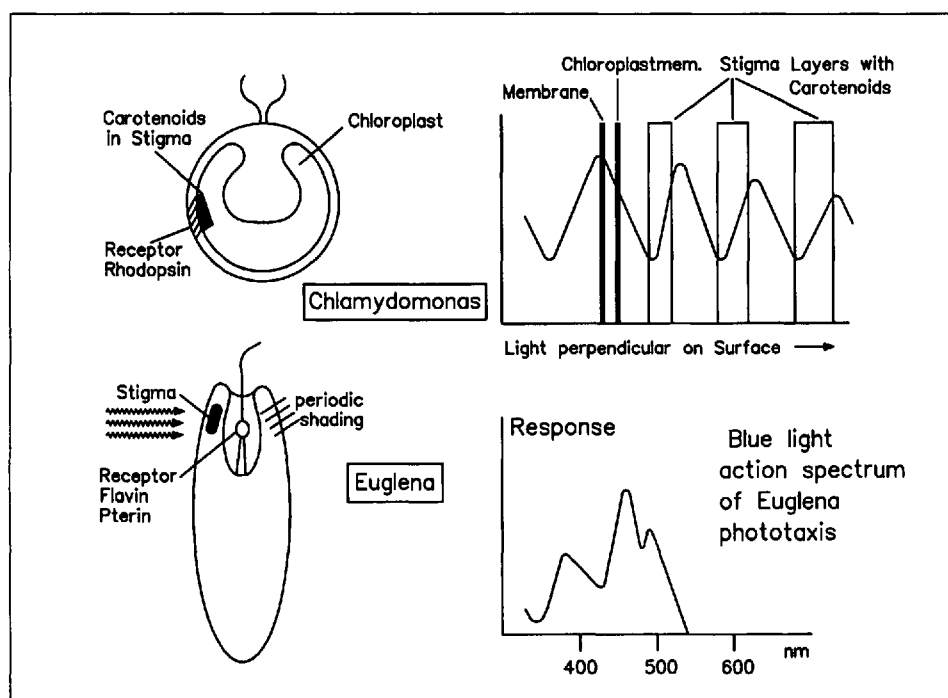 Carotenoids
in Stigma
Chloroplast
Receptor
Rhodopsin
Chlamydomonas
Chloroplastmem.
Stigma Layers with
Carotenoids
Membrane
Light perpendicular on Surface
Stigma
periodic
shading
Receptor
Flavin
Pterin
Euglena
Response
Blue light
action spectrum
of Euglena
phototaxis
400 500 600 nm